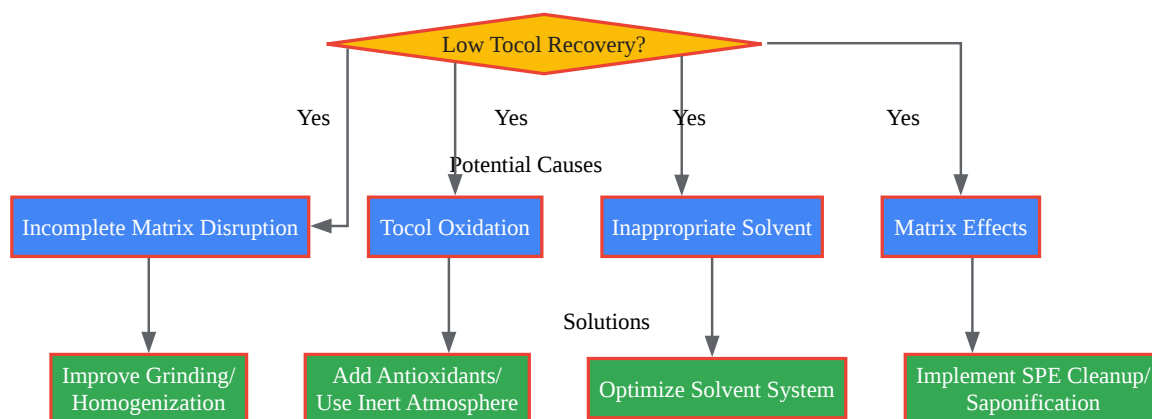 Low Tocol Recovery?
Yes
Yes
Yes
Yes
Potential Causes
Incomplete Matrix Disruption
Tocol Oxidation
Inappropriate Solvent
Matrix Effects
Solutions
Improve Grinding/
Homogenization
Add Antioxidants/
Use Inert Atmosphere
Optimize Solvent System
Implement SPE Cleanup/
Saponification